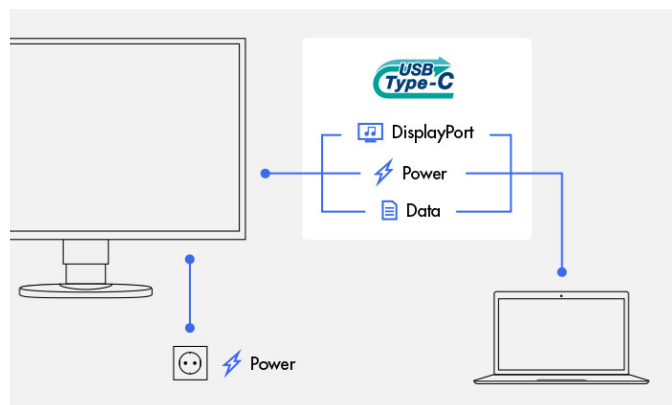 USB
Type-C
DisplayPort
Power
Data
Power